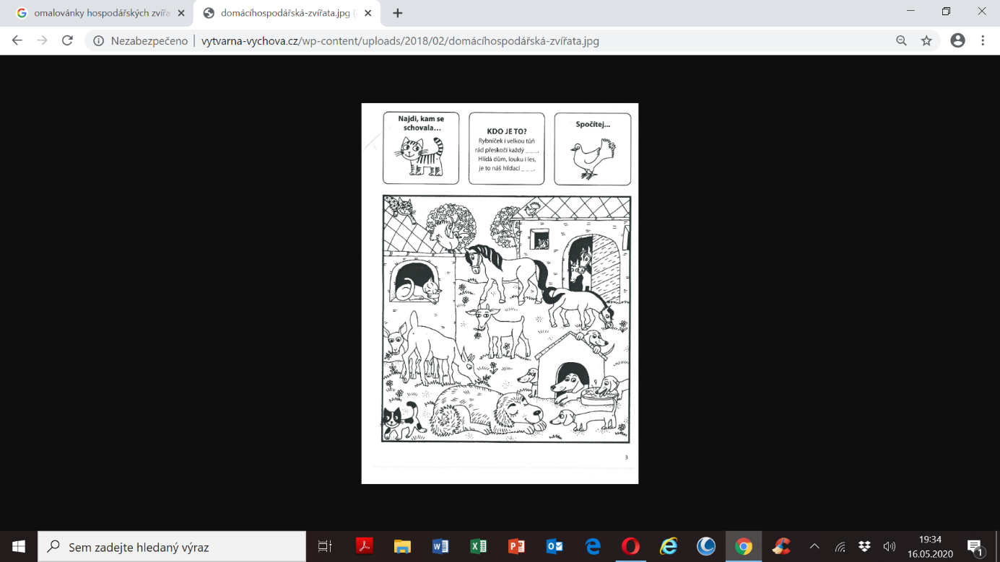 omalovánky hospodářských zvířa
domácíhospodářská-zvířata.jpg (
Nezabezpečeno
vytvarna-vychova.cz/wp-content/uploads/2018/02/domácíhospodářská-zvířata.jpg
Najdi, kam se
schovala...
KDO JE TO?
Rybníček i velkou tůň
rád přeskočí každý _ _ _.
Hlídá dům, louku i les,
je to náš hlídací _ _ _.
Spočítej...
3
Sem zadejte hledaný výraz
19:34
16.05.2020
1